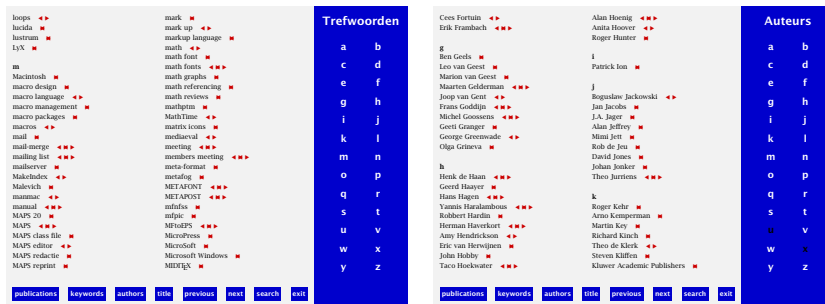 loops
lucida
lustrum
LyX
m
Macintosh
macro design
macro language
macro management
macro packages
macros
mail
mail-merge
mailing list
mailserver
MakeIndex
Malevich
manmac
manual
MAPS 20
MAPS
MAPS class file
MAPS editor
MAPS redactie
MAPS reprint
mark
mark up
markup language
math
math font
math fonts
math graphs
math referencing
math reviews
mathptm
MathTime
matrix icons
mediaeval
meeting
members meeting
meta-format
metafog
METAFONT
METAPOST
mfnfss
mfpic
MFtoEPS
MicroPress
MicroSoft
Microsoft Windows
MIDITEX
Trefwoorden
a b
c d
e f
g h
i j
k l
m n
o p
q r
s t
u v
w x
y z
publications keywords authors title previous next search exit
Cees Fortuin
Erik Frambach
g
Ben Geels
Leo van Geest
Marion van Geest
Maarten Gelderman
Joop van Gent
Frans Goddijn
Michel Goossens
Geeti Granger
George Greenwade
Olga Grineva
h
Henk de Haan
Geerd Haayer
Hans Hagen
Yannis Haralambous
Robbert Hardin
Herman Haverkort
Amy Hendrickson
Eric van Herwijnen
John Hobby
Taco Hoekwater
Alan Hoenig
Anita Hoover
Roger Hunter
i
Patrick Ion
j
Boguslaw Jackowski
Jan Jacobs
J.A. Jager
Alan Jeffrey
Mimi Jett
Rob de Jeu
David Jones
Johan Jonker
Theo Jurriens
k
Roger Kehr
Arno Kemperman
Martin Key
Richard Kinch
Theo de Klerk
Steven Kliffen
Kluwer Academic Publishers
Auteurs
a b
c d
e f
g h
i j
k l
m n
o p
q r
s t
u v
w x
y z
publications keywords authors title previous next search exit